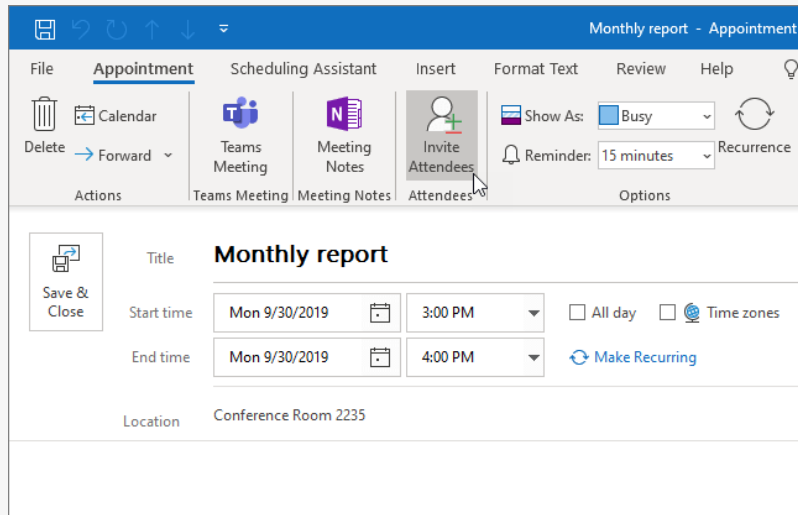 Monthly report - Appointment
File Appointment Scheduling Assistant Insert Format Text Review Help
Delete
Calendar
Forward
Actions
Teams
Meeting
Teams Meeting
Meeting
Notes
Meeting Notes
Invite
Attendees
Attendees
Show As: Busy
Reminder: 15 minutes
Recurrence
Options
Save &
Close
Title Monthly report
Start time Mon 9/30/2019 3:00 PM All day Time zones
End time Mon 9/30/2019 4:00 PM Make Recurring
Location Conference Room 2235